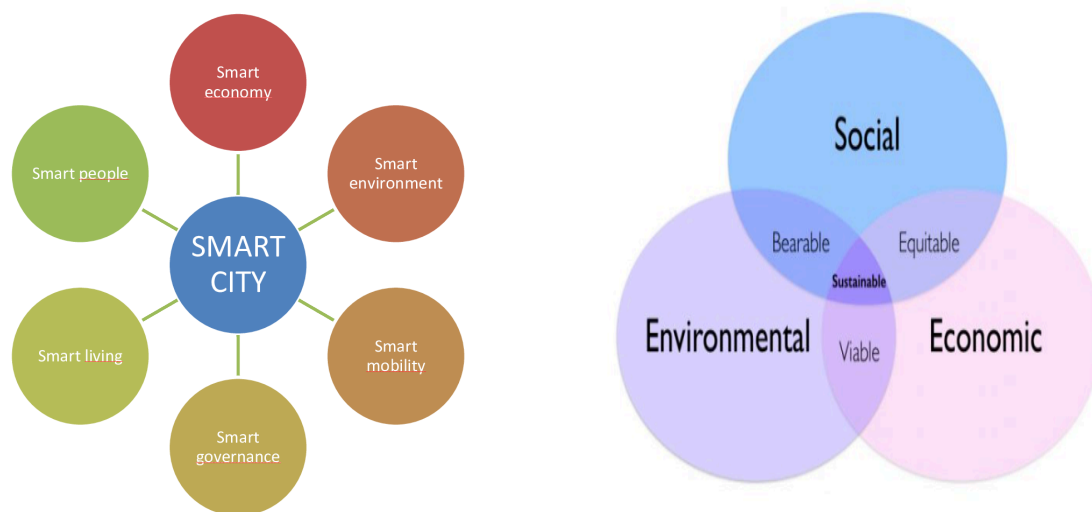 Smart
economy
Smart people
Smart
environment
SMART
CITY
Smart living
Smart
mobility
Smart
governance
Social
Bearable
Equitable
Sustainable
Environmental
Economic
Viable